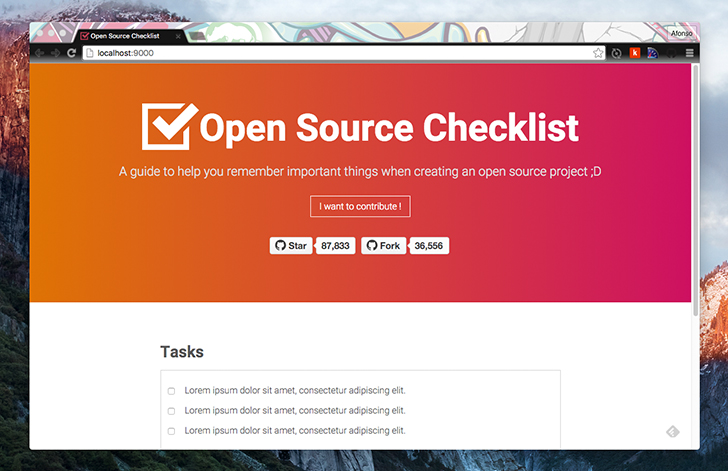 Open Source Checklist
Afonso
localhost:9000
k
Open Source Checklist
A guide to help you remember important things when creating an open source project ;D
I want to contribute !
Star 87,833 Fork 36,556
Tasks
Lorem ipsum dolor sit amet, consectetur adipiscing elit.
Lorem ipsum dolor sit amet, consectetur adipiscing elit.
Lorem ipsum dolor sit amet, consectetur adipiscing elit.